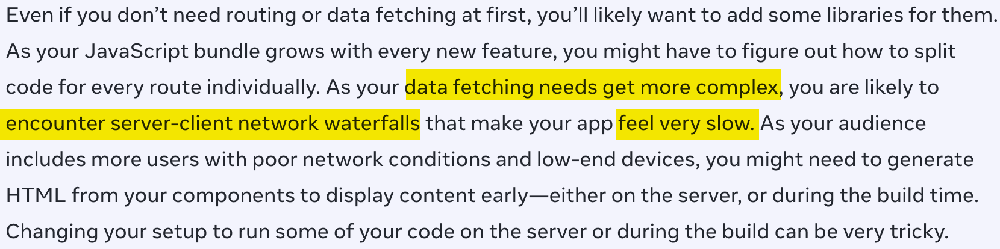 Even if you don’t need routing or data fetching at first, you’ll likely want to add some libraries for them.
As your JavaScript bundle grows with every new feature, you might have to figure out how to split
code for every route individually. As your data fetching needs get more complex, you are likely to
encounter server-client network waterfalls that make your app feel very slow. As your audience
includes more users with poor network conditions and low-end devices, you might need to generate
HTML from your components to display content early—either on the server, or during the build time.
Changing your setup to run some of your code on the server or during the build can be very tricky.